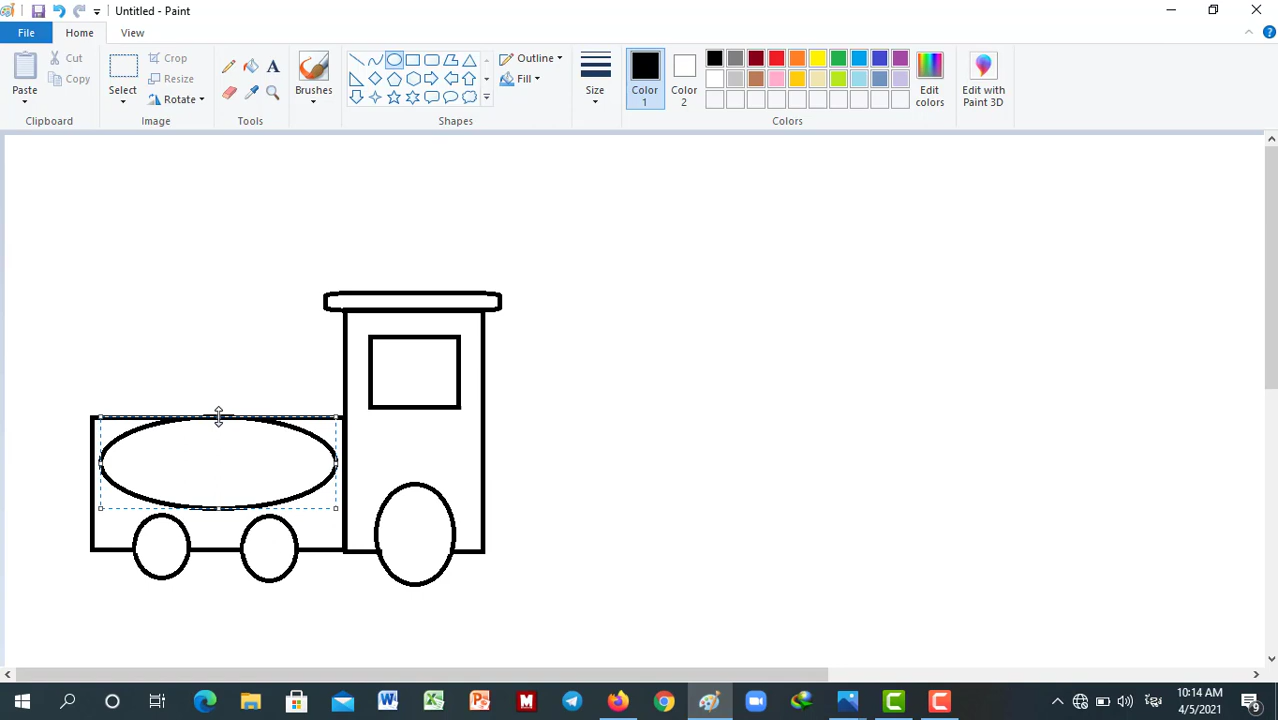 Untitled - Paint
File Home View
Paste
Cut
Copy
Clipboard
Select
Crop
Resize
Rotate
Image
A
Tools
Brushes
Shapes
Outline
Fill
Size
Color 1
Color 2
Colors
Edit colors
Edit with Paint 3D
10:14 AM
4/5/2021
9